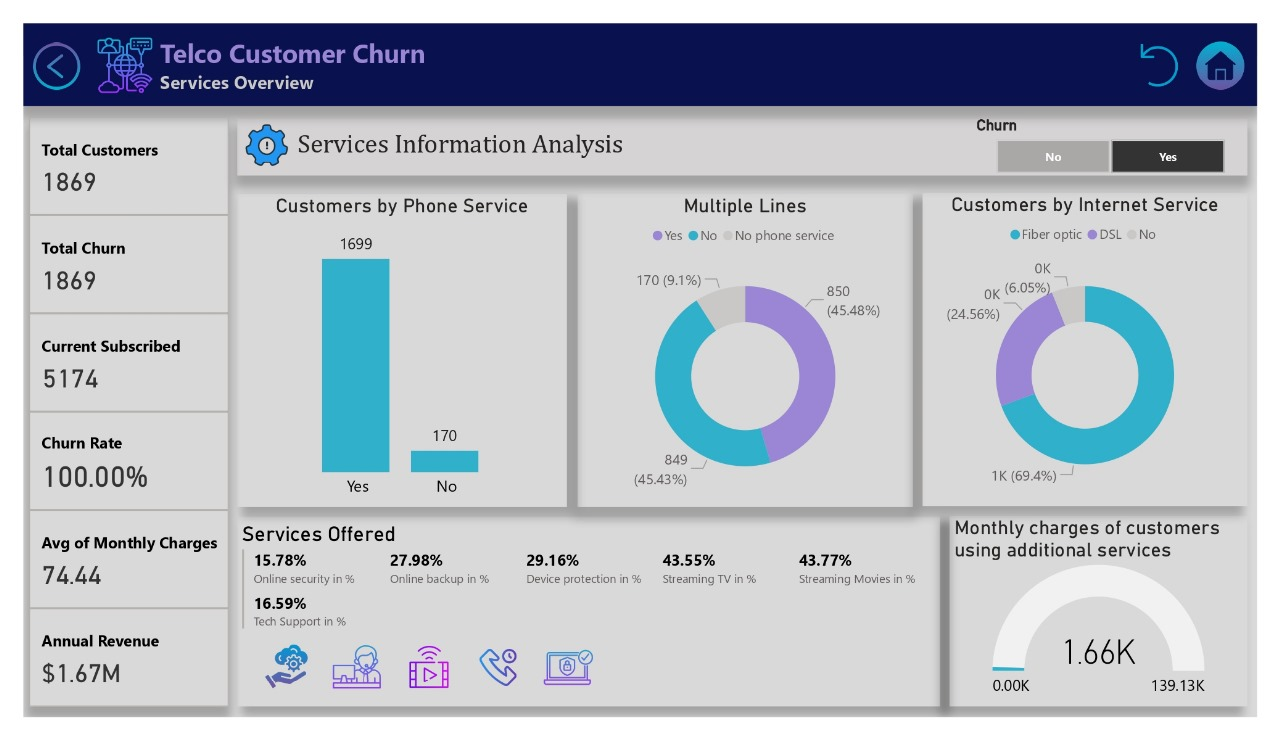 Telco Customer Churn
Services Overview
Total Customers
1869
Total Churn
1869
Current Subscribed
5174
Churn Rate
100.00%
Avg of Monthly Charges
74.44
Annual Revenue
$1.67M
Services Information Analysis
Churn
No
Yes
Customers by Phone Service
1699
170
Yes
No
Multiple Lines
Yes No No phone service
170 (9.1%)
850
(45.48%)
849
(45.43%)
Customers by Internet Service
Fiber optic DSL No
0K
(6.05%)
0K
(24.56%)
1K (69.4%)
Services Offered
15.78%
Online security in %
27.98%
Online backup in %
29.16%
Device protection in %
43.55%
Streaming TV in %
43.77%
Streaming Movies in %
16.59%
Tech Support in %
Monthly charges of customers
using additional services
1.66K
0.00K
139.13K